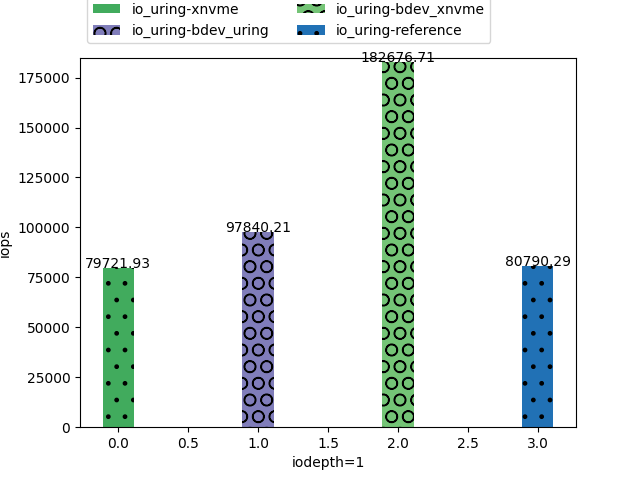 io_uring-xnvme io_uring-bdev_xnvme
io_uring-bdev_uring io_uring-reference
182676.71
175000
150000
125000
100000
97840.21
79721.93
80790.29
75000
50000
25000
0
iops
0.0 0.5 1.0 1.5 2.0 2.5 3.0
iodepth=1